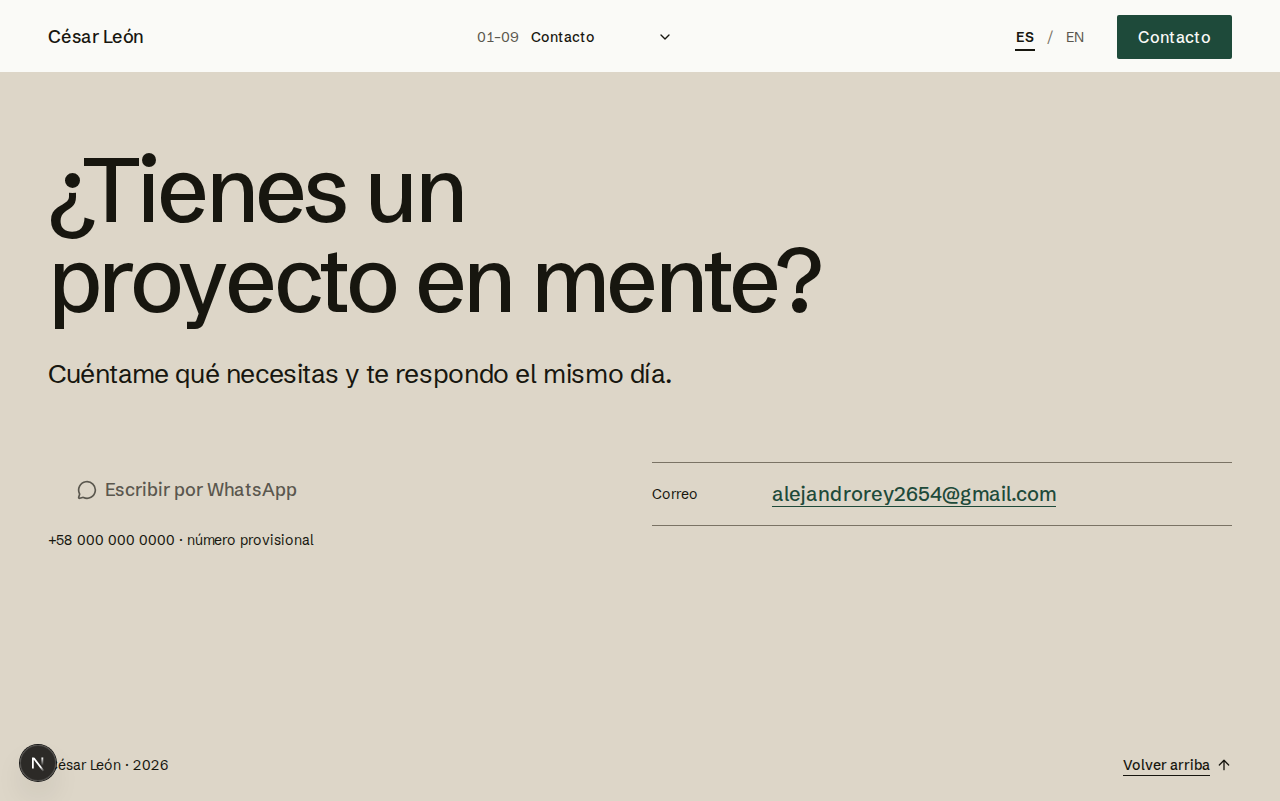 César León
01–09 Contacto
ES / EN
Contacto
¿Tienes un
proyecto en mente?
Cuéntame qué necesitas y te respondo el mismo día.
Escribir por WhatsApp
+58 000 000 0000 · número provisional
Correo
alejandrorey2654@gmail.com
N
ésar León · 2026
Volver arriba